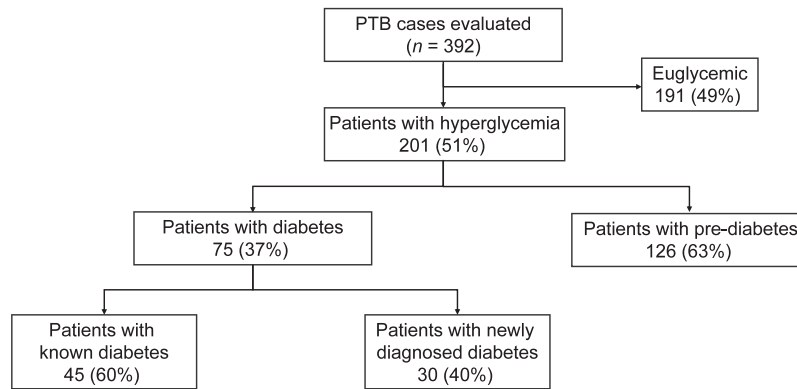 PTB cases evaluated
(n = 392)
Euglycemic
191 (49%)
Patients with hyperglycemia
201 (51%)
Patients with diabetes
75 (37%)
Patients with pre-diabetes
126 (63%)
Patients with
known diabetes
45 (60%)
Patients with newly
diagnosed diabetes
30 (40%)